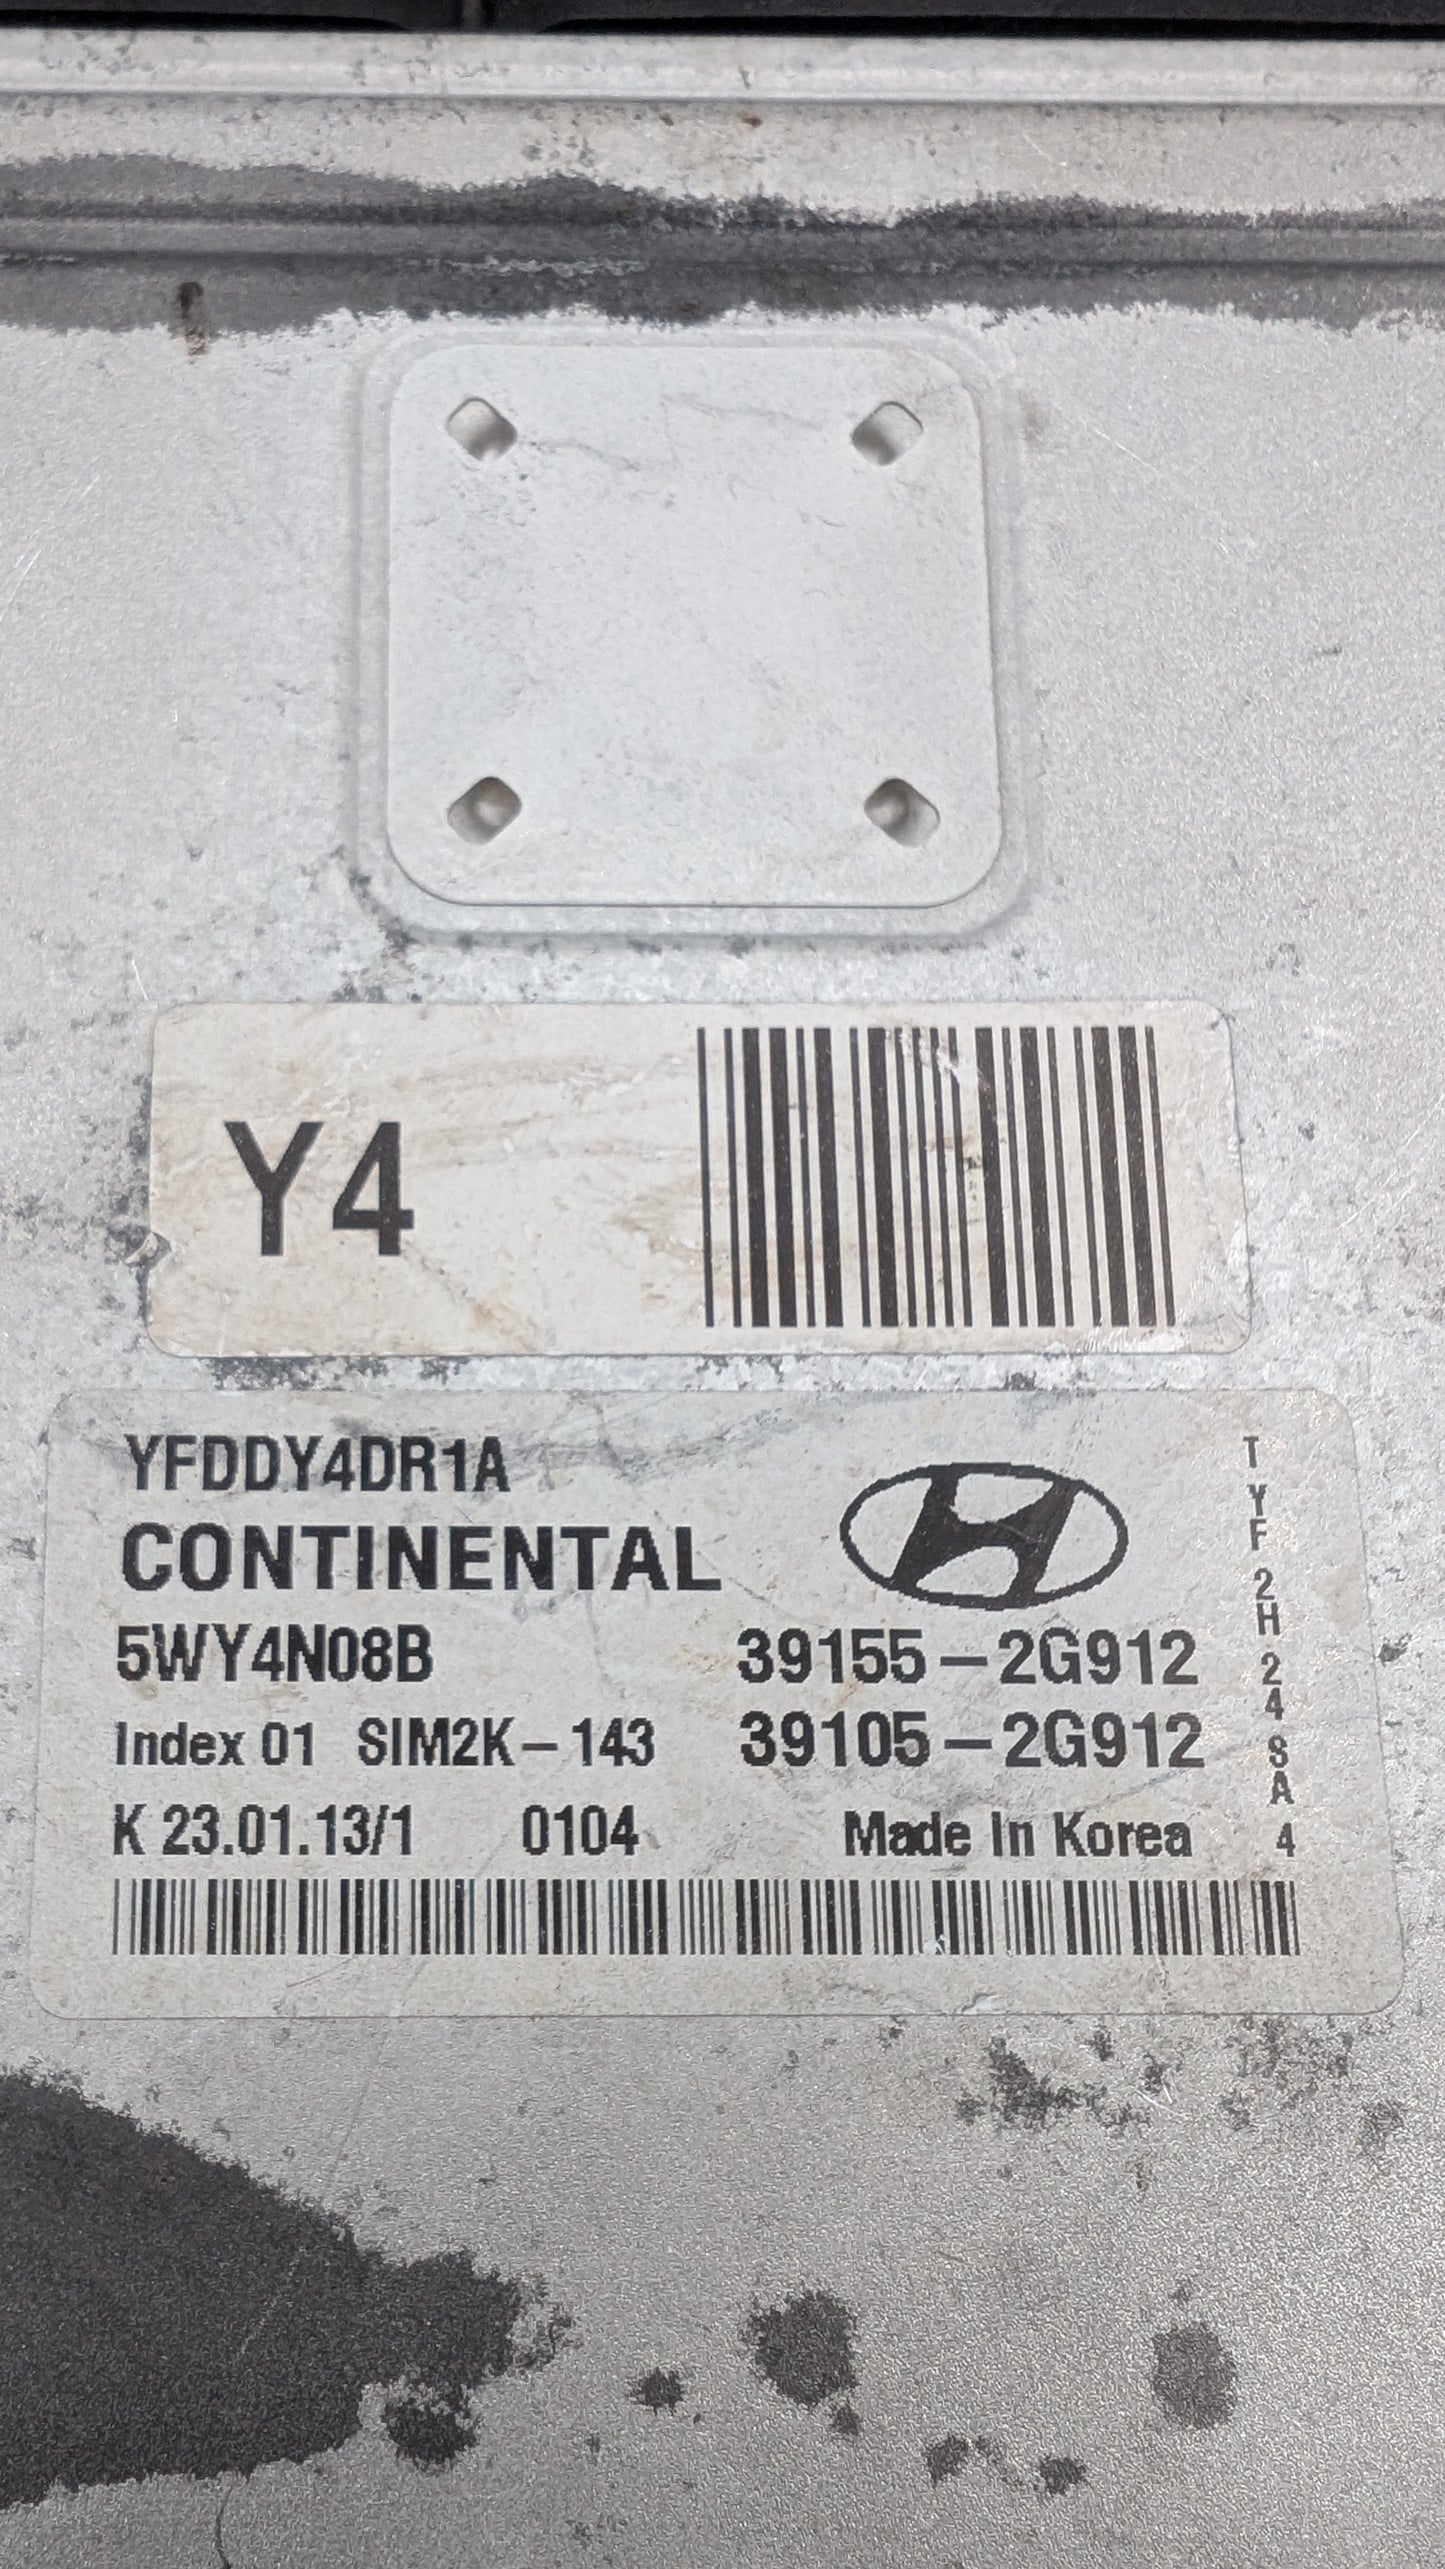 Y4
YFDDY4DR1A
CONTINENTAL
5WY4N08B 39155-2G912
Index 01 SIM2K-143 39105-2G912
K 23.01.13/1 0104 Made In Korea
TYF2H24SA4